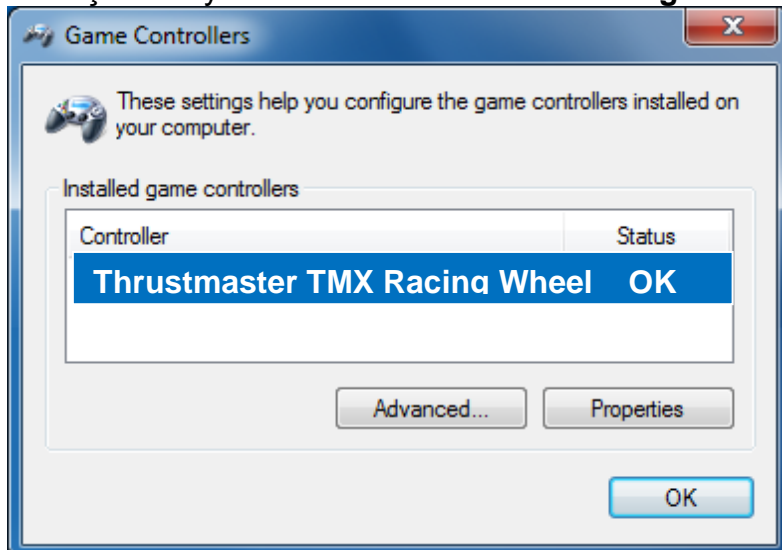 Game Controllers
These settings help you configure the game controllers installed on
your computer.
Installed game controllers
Controller Status
Thrustmaster TMX Racing Wheel OK
Advanced... Properties
OK